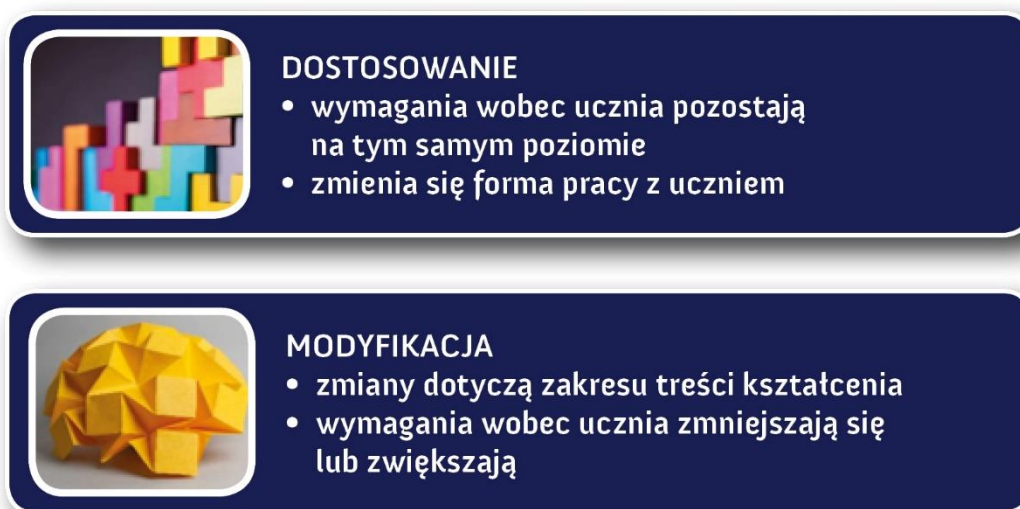 DOSTOSOWANIE
• wymagania wobec ucznia pozostają
na tym samym poziomie
• zmienia się forma pracy z uczniem
MODYFIKACJA
• zmiany dotyczą zakresu treści kształcenia
• wymagania wobec ucznia zmniejszają się
lub zwiększają